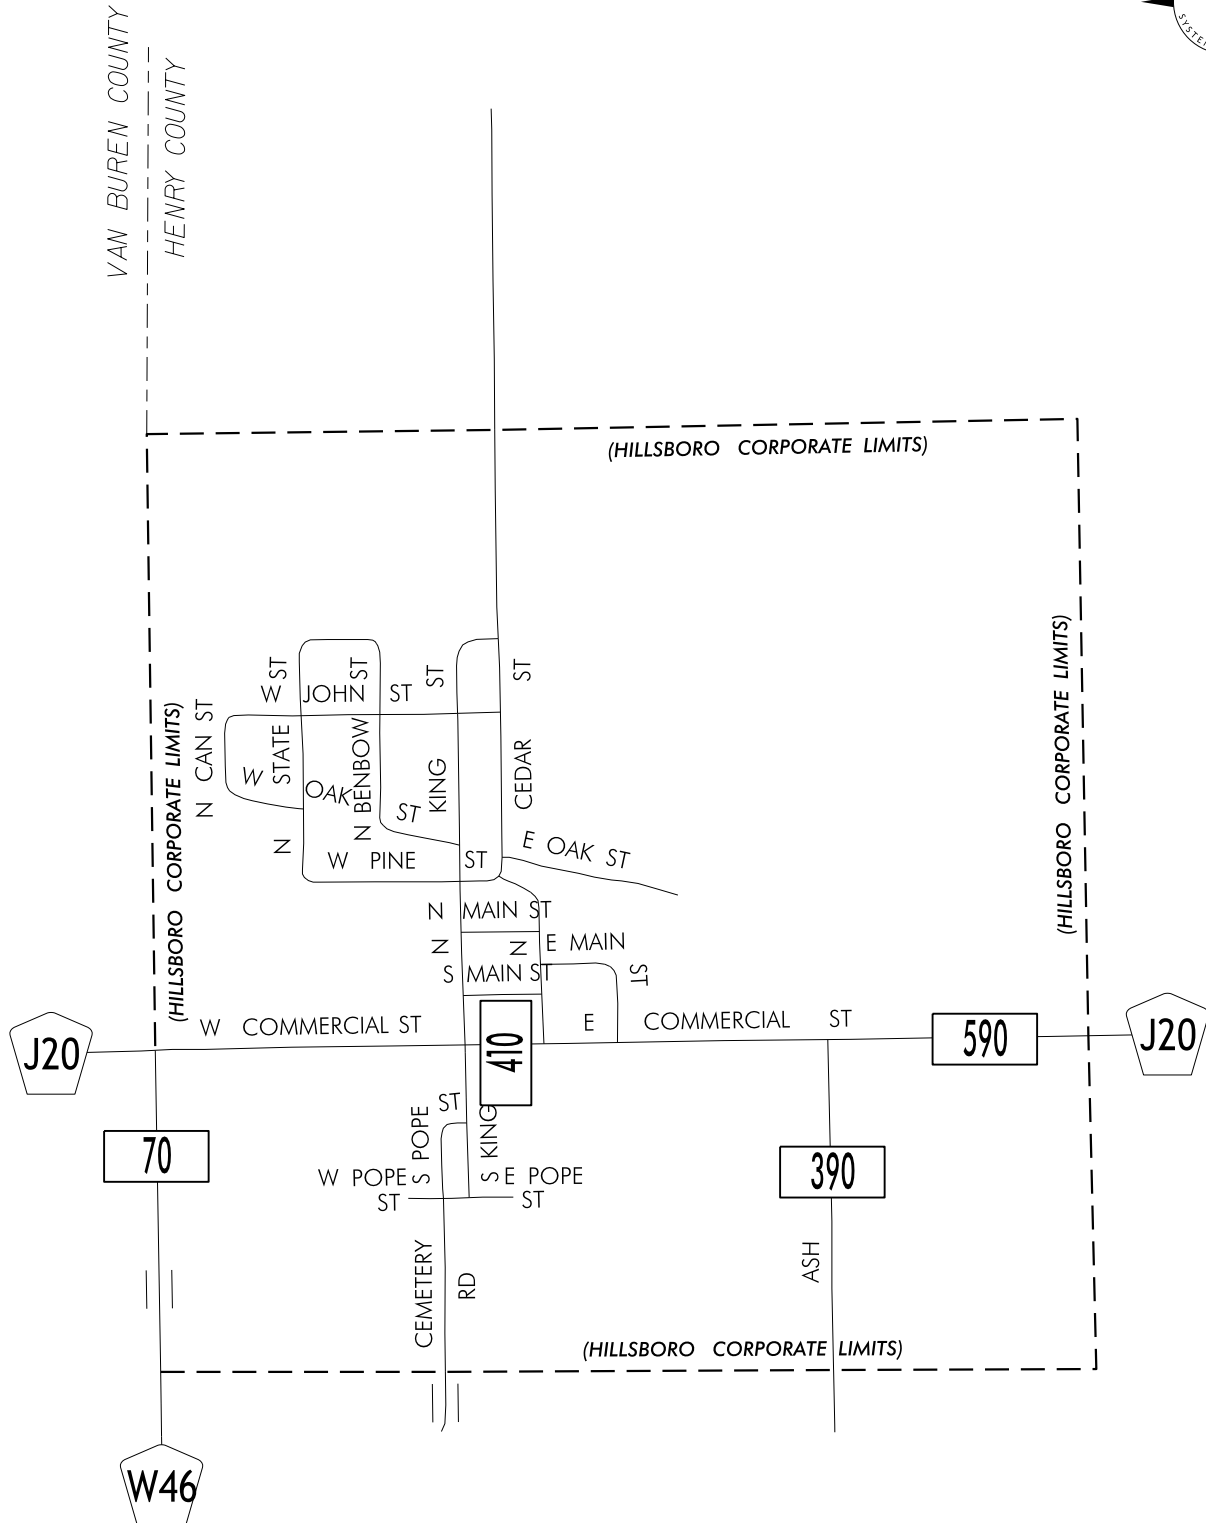 SYSTE
VAN BUREN COUNTY
HENRY COUNTY
(HILLSBORO CORPORATE LIMITS)
(HILLSBORO CORPORATE LIMITS)
(HILLSBORO CORPORATE LIMITS)
N CAN ST
N STATE ST
N BENBOW ST
N KING ST
N CEDAR ST
W JOHN ST
W OAK ST
E OAK ST
W PINE ST
N MAIN ST
E MAIN ST
S MAIN ST
W COMMERCIAL ST
E COMMERCIAL ST
J20
410
590
J20
70
390
S POPE ST
S KING
W POPE ST
E POPE ST
CEMETERY RD
ASH
(HILLSBORO CORPORATE LIMITS)
W46